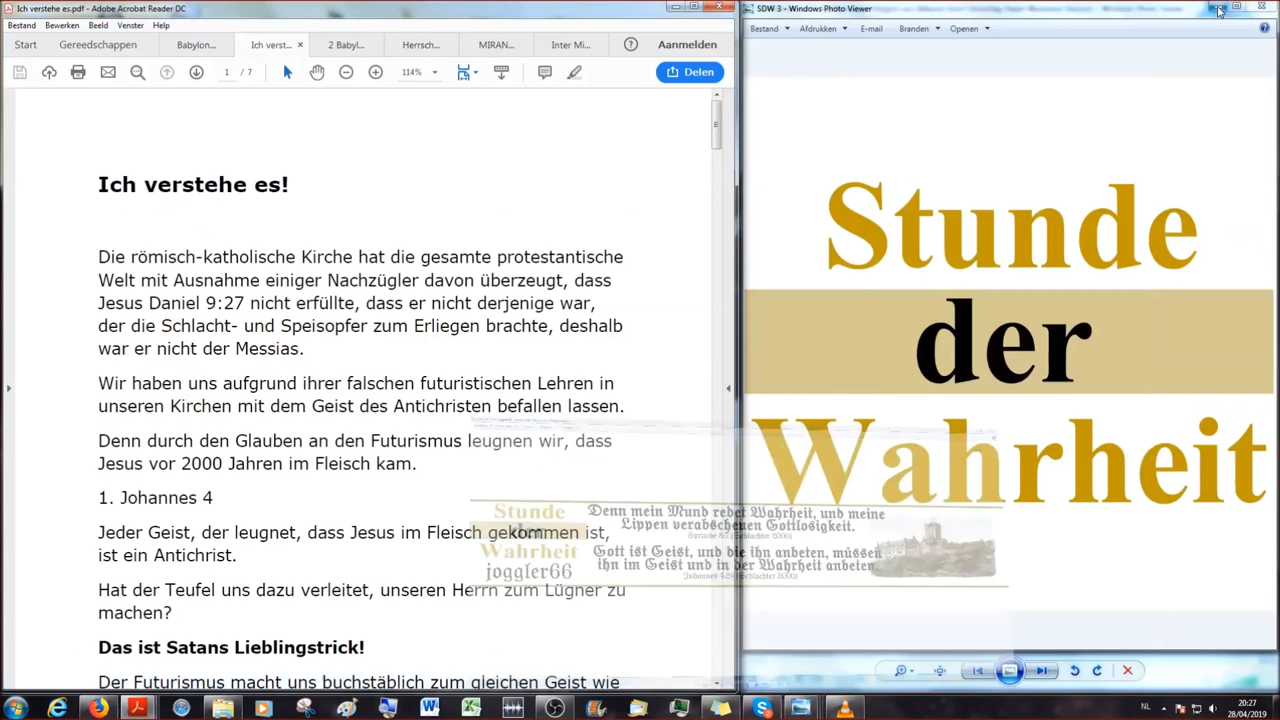 Ich verstehe es.pdf - Adobe Acrobat Reader DC
Bestand Bewerken Beeld Venster Help
Start Gereedschappen Babylon... Ich verst... × 2 Babyl... Herrsch... MIRAN... Inter Mi... Aanmelden
1 / 7 114% Delen
Ich verstehe es!
Die römisch-katholische Kirche hat die gesamte protestantische
Welt mit Ausnahme einiger Nachzügler davon überzeugt, dass
Jesus Daniel 9:27 nicht erfüllte, dass er nicht derjenige war,
der die Schlacht- und Speisopfer zum Erliegen brachte, deshalb
war er nicht der Messias.
Wir haben uns aufgrund ihrer falschen futuristischen Lehren in
unseren Kirchen mit dem Geist des Antichristen befallen lassen.
Denn durch den Glauben an den Futurismus leugnen wir, dass
Jesus vor 2000 Jahren im Fleisch kam.
1. Johannes 4
Jeder Geist, der leugnet, dass Jesus im Fleisch gekommen ist,
ist ein Antichrist.
Hat der Teufel uns dazu verleitet, unseren Herrn zum Lügner zu
machen?
Das ist Satans Lieblingstrick!
Der Futurismus macht un buchstäblich zum gleichen Geist wie
SDW 3 - Windows Photo Viewer
Bestand Afdrukken E-mail Branden Openen
Stunde
der
Wahrheit
Stunde
der
Wahrheit
joggler66
Denn mein Mund redet Wahrheit, und meine
Lippen verabscheuen Gottlosigkeit.
Gott ist Geist, und die ihn anbeten, müssen
ihn im Geist und in der Wahrheit anbeten.
NL 20:27
28/04/2019